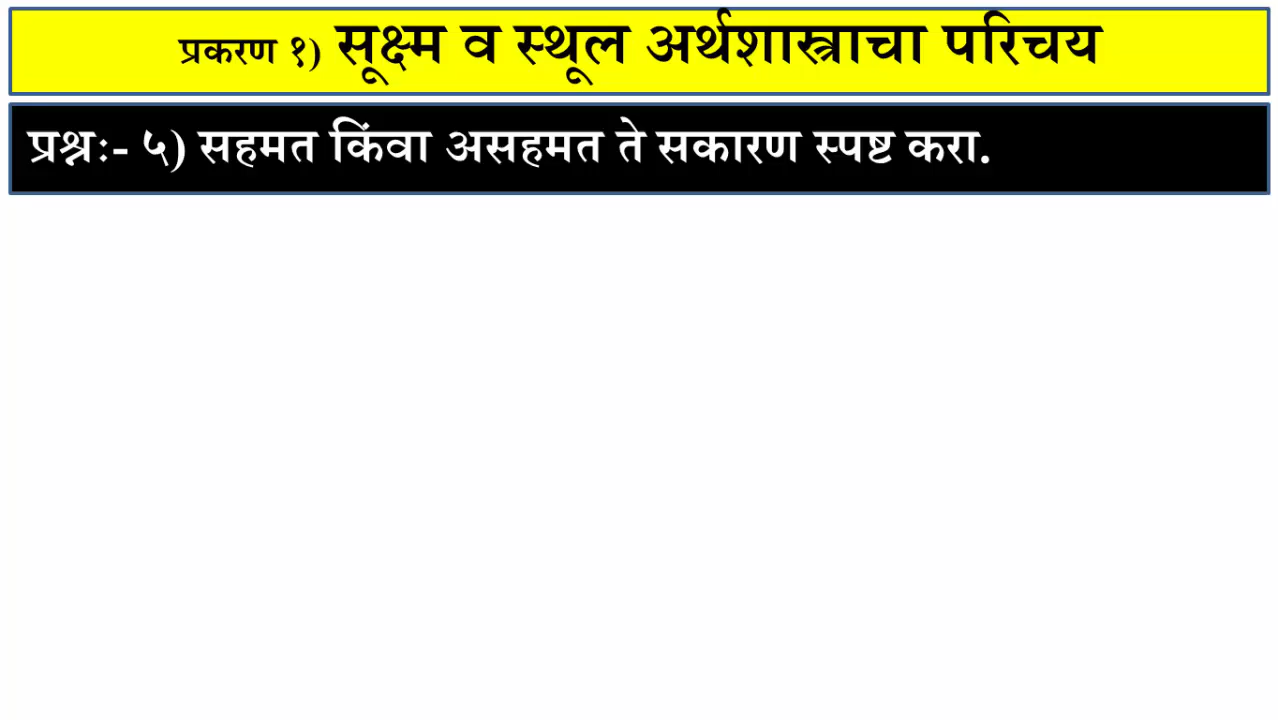 प्रकरण १) सूक्ष्म व स्थूल अर्थशास्त्राचा परिचय
प्रश्नः- ५) सहमत किंवा असहमत ते सकारण स्पष्ट करा.